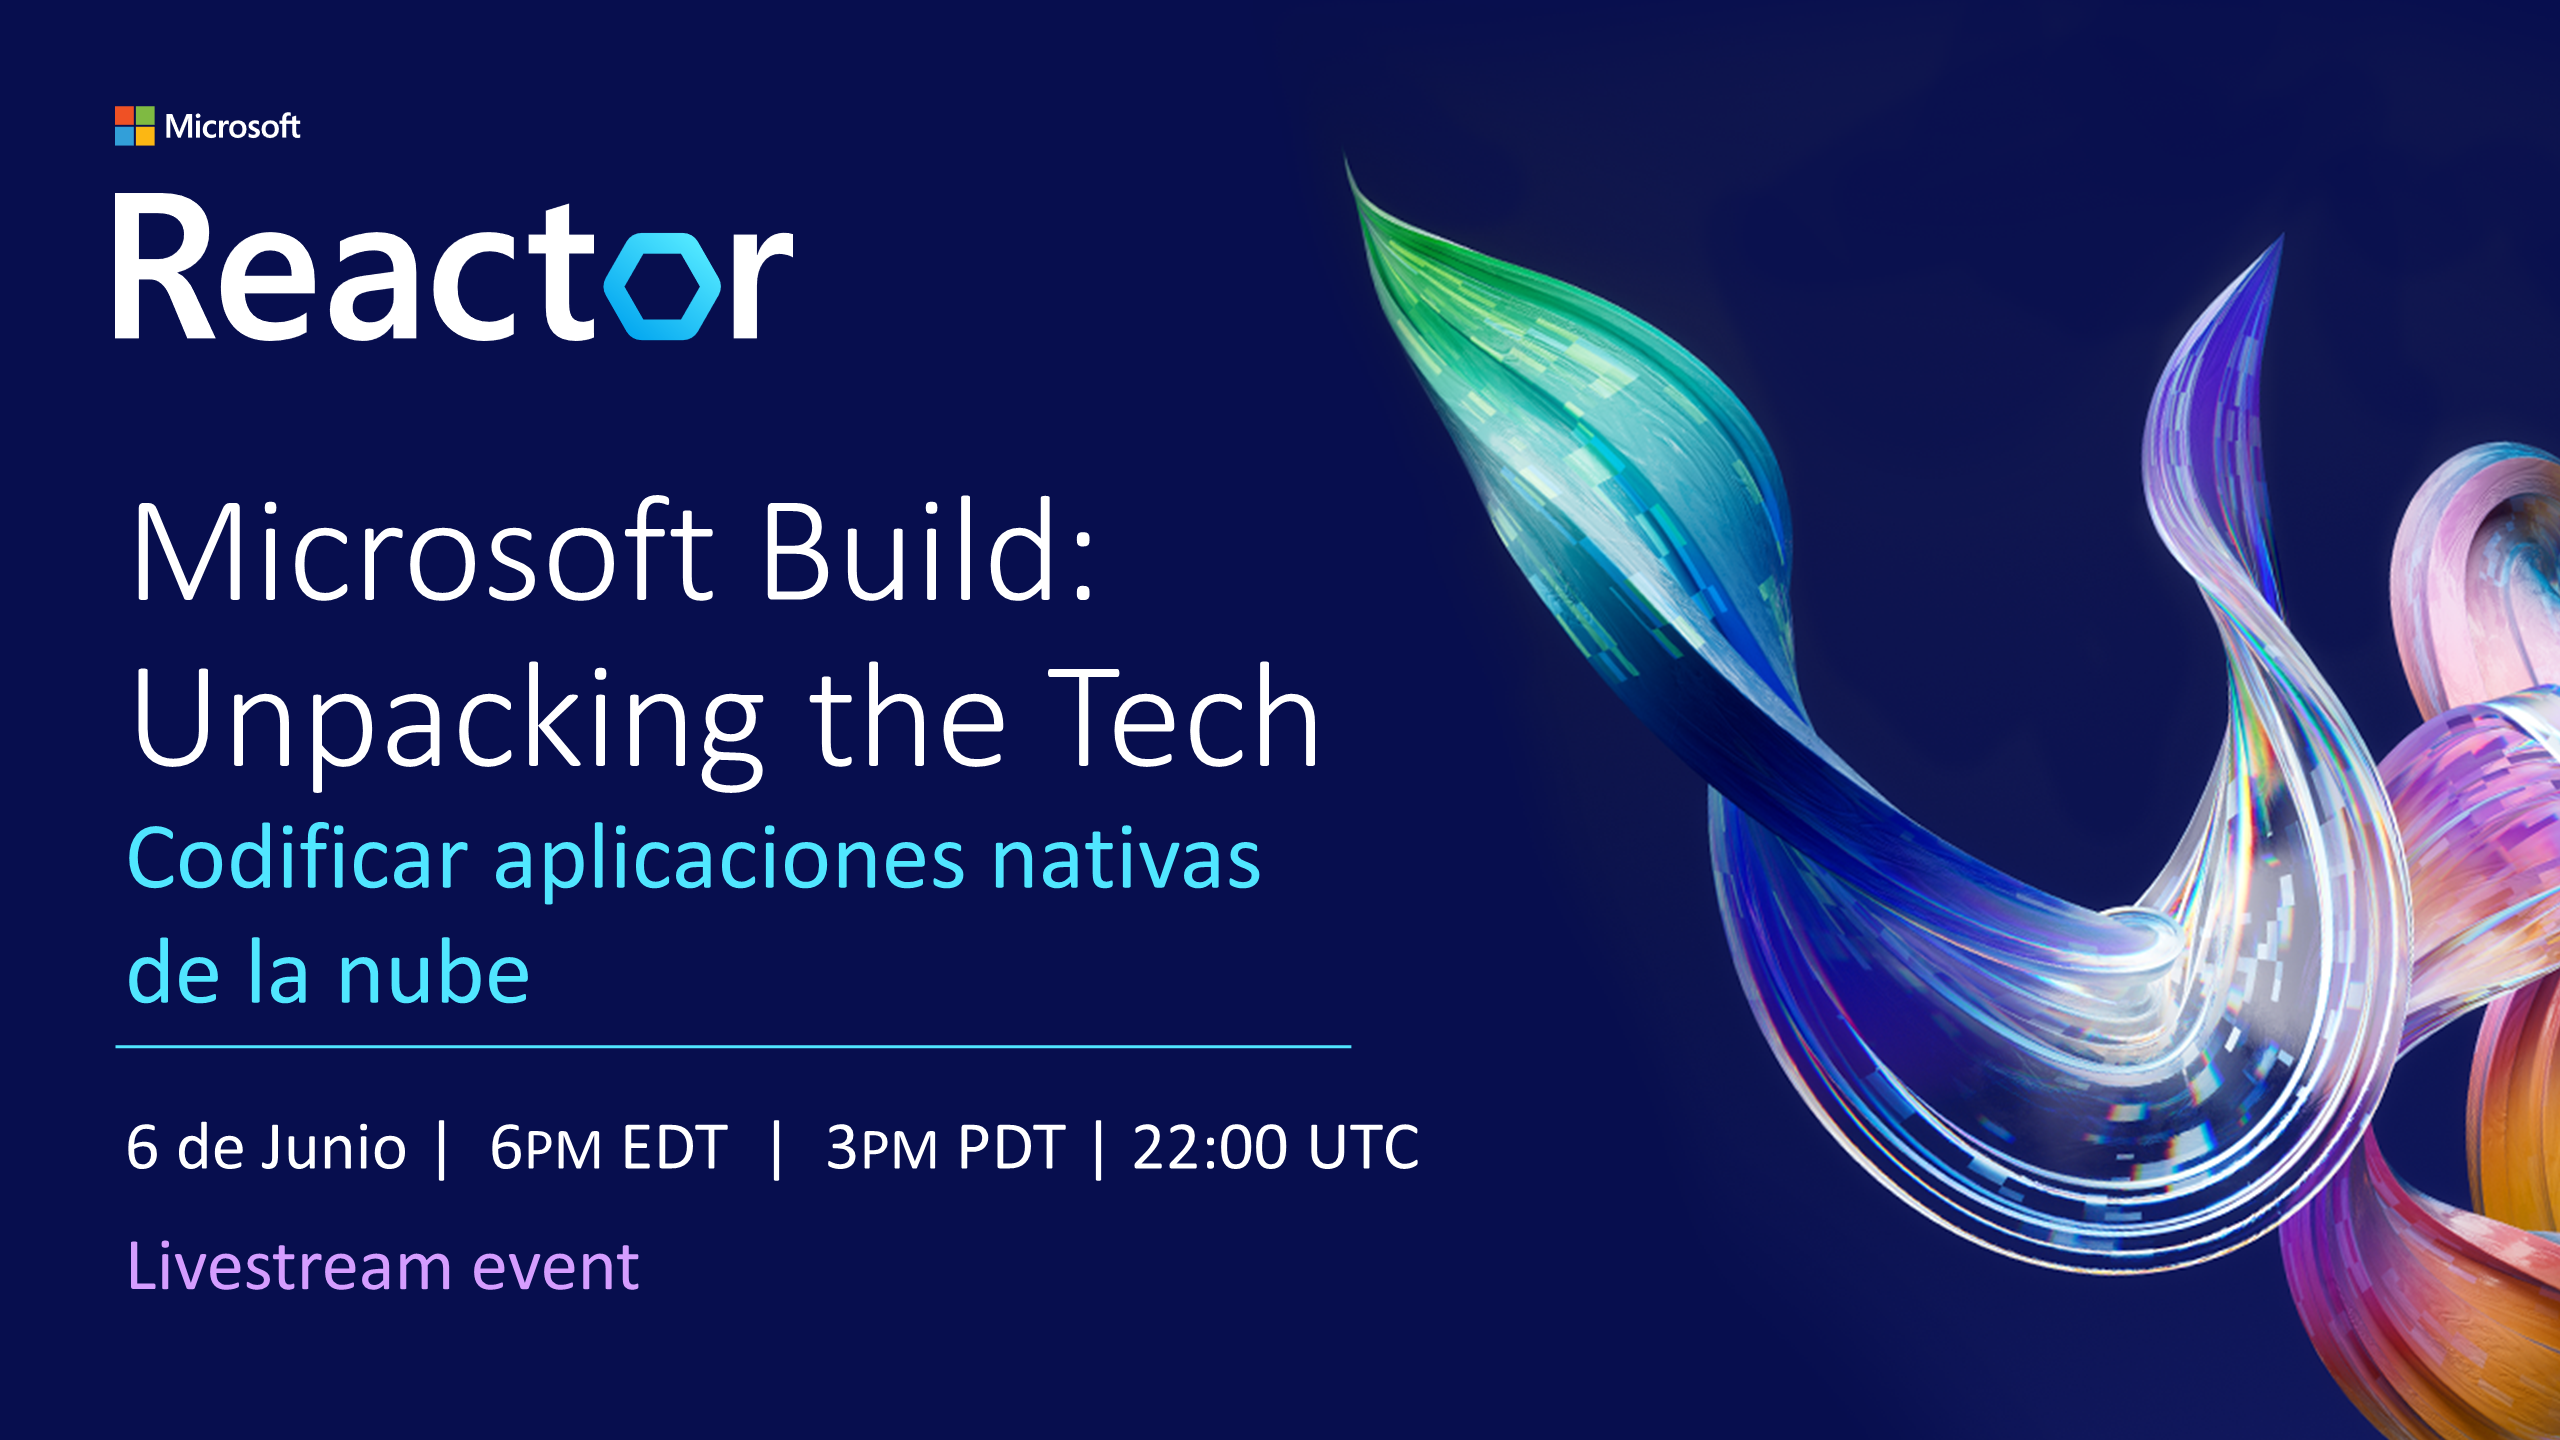 Microsoft
Reactor
Microsoft Build:
Unpacking the Tech
Codificar aplicaciones nativas
de la nube
6 de Junio | 6PM EDT | 3PM PDT | 22:00 UTC
Livestream event